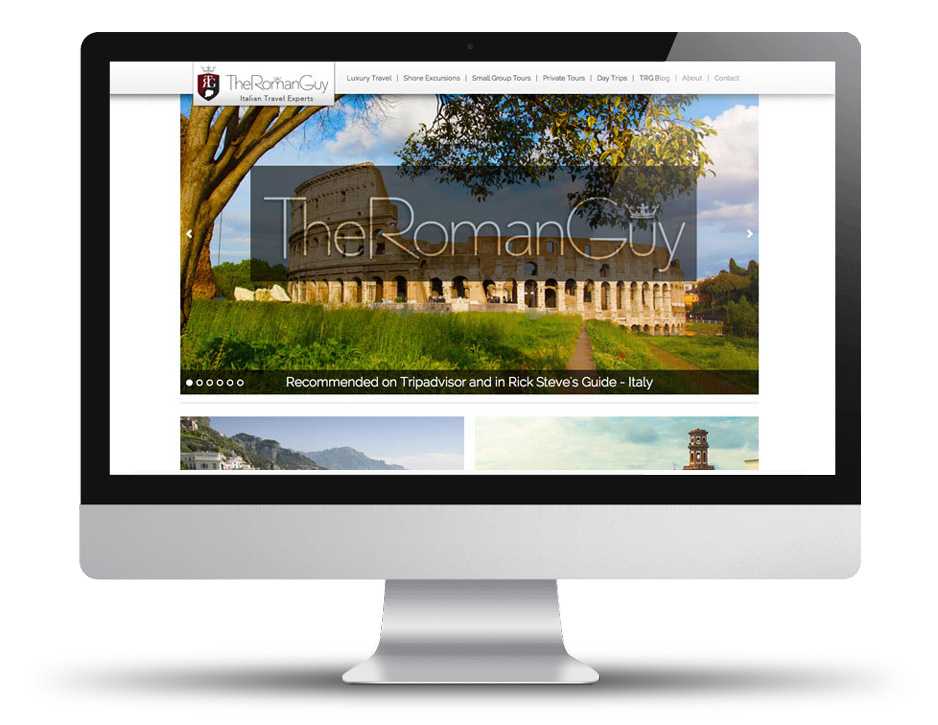 TheRomanGuy
Italian Travel Experts
Luxury Travel | Shore Excursions | Small Group Tours | Private Tours | Day Trips | TRG Blog | About | Contact
TheRomanGuy
Recommended on Tripadvisor and in Rick Steve's Guide - Italy